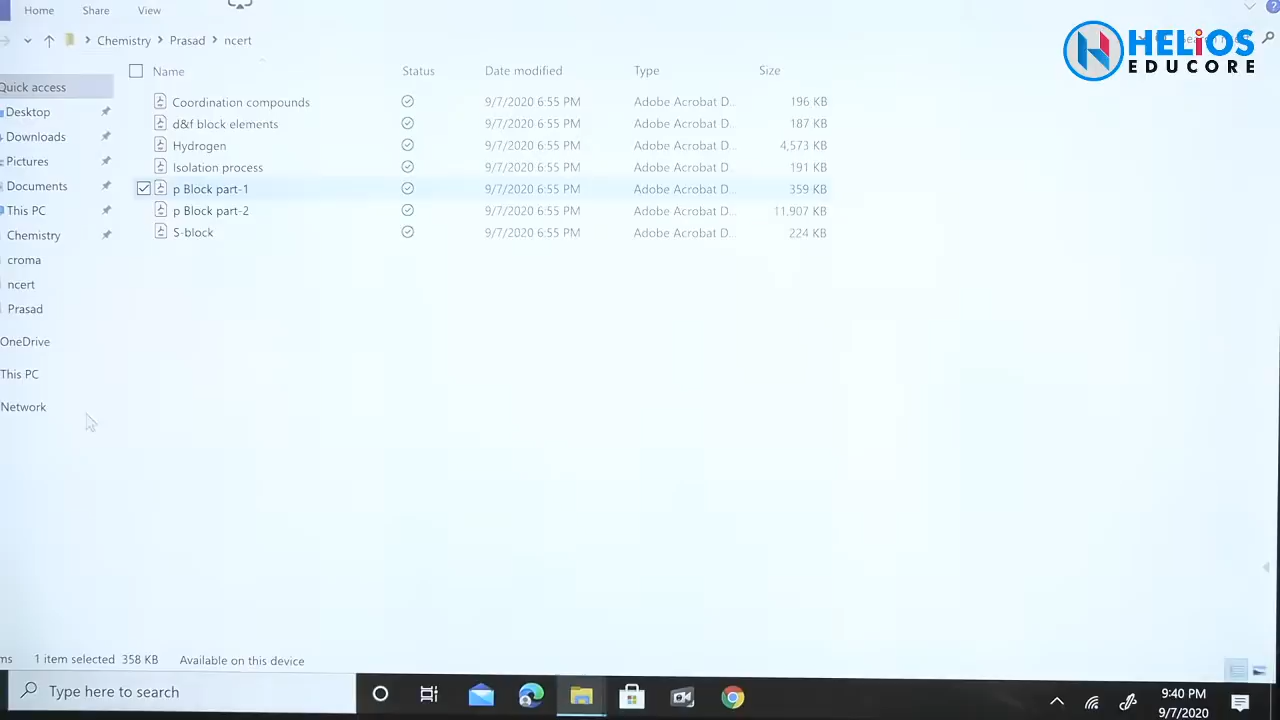 Home Share View
Chemistry Prasad ncert
HELiOS
EDUCORE
Name Status Date modified Type Size
Quick access
Desktop
Downloads
Pictures
Documents
This PC
Chemistry
croma
ncert
Prasad
OneDrive
This PC
Network
Coordination compounds 9/7/2020 6:55 PM Adobe Acrobat D... 196 KB
d&f block elements 9/7/2020 6:55 PM Adobe Acrobat D... 187 KB
Hydrogen 9/7/2020 6:55 PM Adobe Acrobat D... 4,573 KB
Isolation process 9/7/2020 6:55 PM Adobe Acrobat D... 191 KB
p Block part-1 9/7/2020 6:55 PM Adobe Acrobat D... 359 KB
p Block part-2 9/7/2020 6:55 PM Adobe Acrobat D... 11,907 KB
S-block 9/7/2020 6:55 PM Adobe Acrobat D... 224 KB
ms 1 item selected 358 KB Available on this device
Type here to search
9:40 PM
9/7/2020